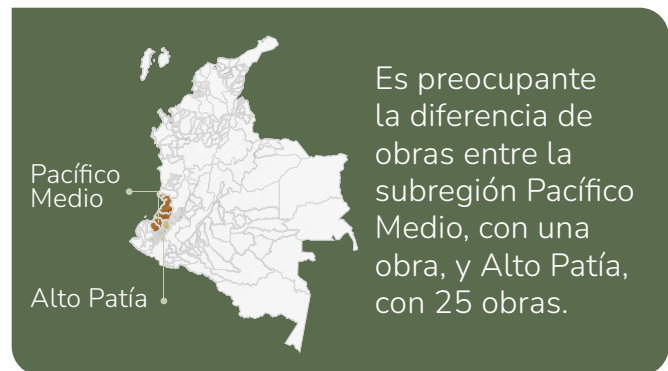 Pacífico
Medio
Alto Patía
Es preocupante
la diferencia de
obras entre la
subregión Pacífico
Medio, con una
obra, y Alto Patía,
con 25 obras.